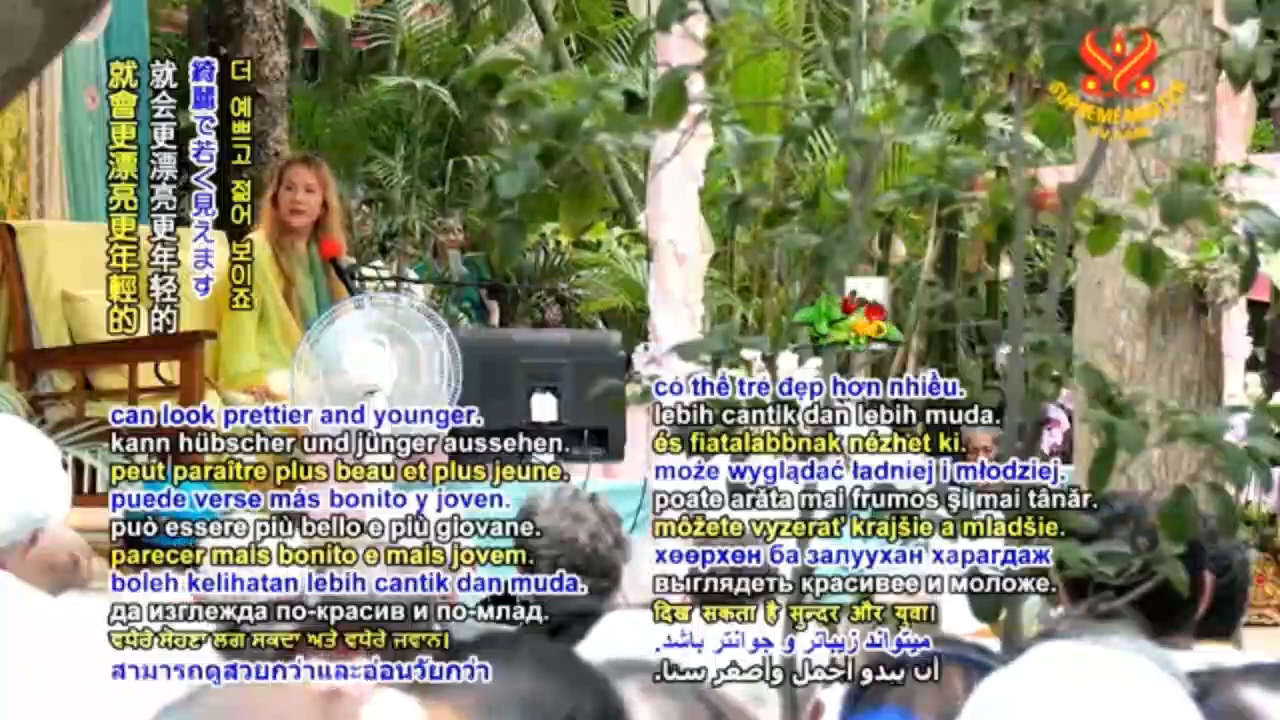 더 예쁘고 젊어 보이죠
綺麗で若く見えます
就会更漂亮更年轻的
就會更漂亮更年輕的
can look prettier and younger.
kann hübscher und jünger aussehen.
peut paraître plus beau et plus jeune.
puede verse más bonito y joven.
può essere più bello e più giovane.
parecer mais bonito e mais jovem.
boleh kelihatan lebih cantik dan muda.
да изглежда по-красив и по-млад.
ਵਧੇਰੇ ਸੋਹਣਾ ਲਗ ਸਕਦਾ ਅਤੇ ਵਧੇਰੇ ਜਵਾਨ।
สามารถดูสวยกว่าและอ่อนวัยกว่า
có thể trẻ đẹp hơn nhiều.
lebih cantik dan lebih muda.
és fiatalabbnak nézhet ki.
może wyglądać ładniej i młodziej.
poate arăta mai frumos şi mai tânăr.
môžete vyzerať krajšie a mladšie.
хөөрхөн ба залуухан харагдаж
выглядеть красивее и моложе.
दिख सकता है सुन्दर और युवा।
میتواند زیباتر و جوانتر باشد.
أن يبدو أجمل وأصغر سنا.
SUPREME MASTER